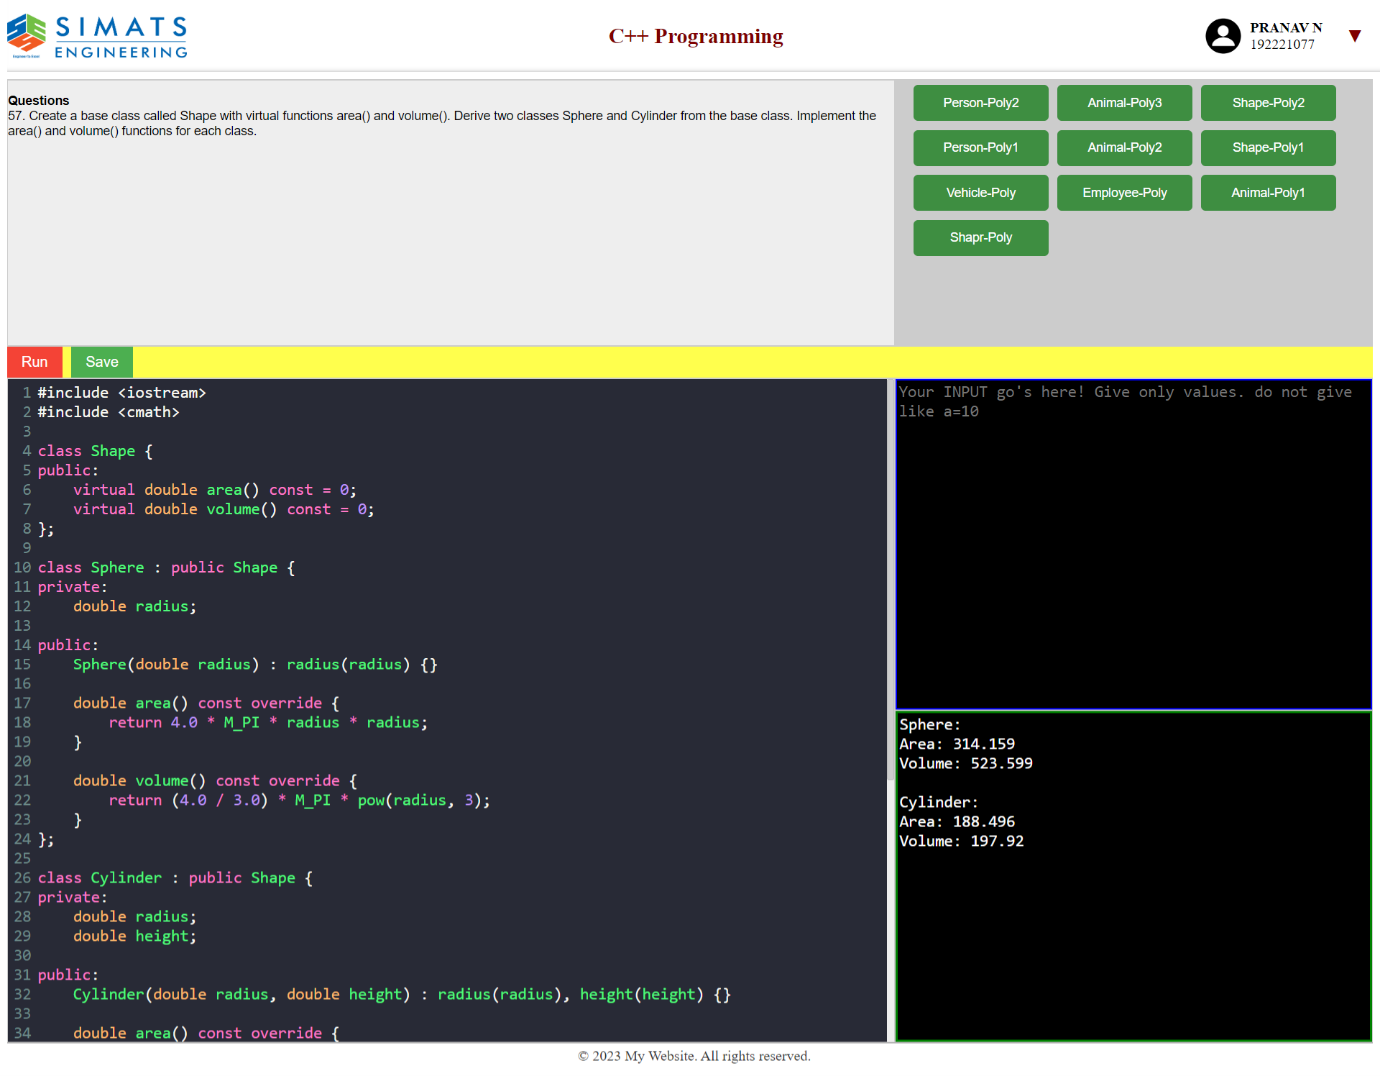 SIMATS
ENGINEERING
C++ Programming
PRANAV N
192221077
Questions
57. Create a base class called Shape with virtual functions area() and volume(). Derive two classes Sphere and Cylinder from the base class. Implement the
area() and volume() functions for each class.
Person-Poly2 Animal-Poly3 Shape-Poly2
Person-Poly1 Animal-Poly2 Shape-Poly1
Vehicle-Poly Employee-Poly Animal-Poly1
Shapr-Poly
Run Save
1 #include <iostream>
2 #include <cmath>
3
4 class Shape {
5 public:
6     virtual double area() const = 0;
7     virtual double volume() const = 0;
8 };
9
10 class Sphere : public Shape {
11 private:
12     double radius;
13
14 public:
15     Sphere(double radius) : radius(radius) {}
16
17     double area() const override {
18         return 4.0 * M_PI * radius * radius;
19     }
20
21     double volume() const override {
22         return (4.0 / 3.0) * M_PI * pow(radius, 3);
23     }
24 };
25
26 class Cylinder : public Shape {
27 private:
28     double radius;
29     double height;
30
31 public:
32     Cylinder(double radius, double height) : radius(radius), height(height) {}
33
34     double area() const override {
Your INPUT go's here! Give only values. do not give
like a=10
Sphere:
Area: 314.159
Volume: 523.599
Cylinder:
Area: 188.496
Volume: 197.92
© 2023 My Website. All rights reserved.